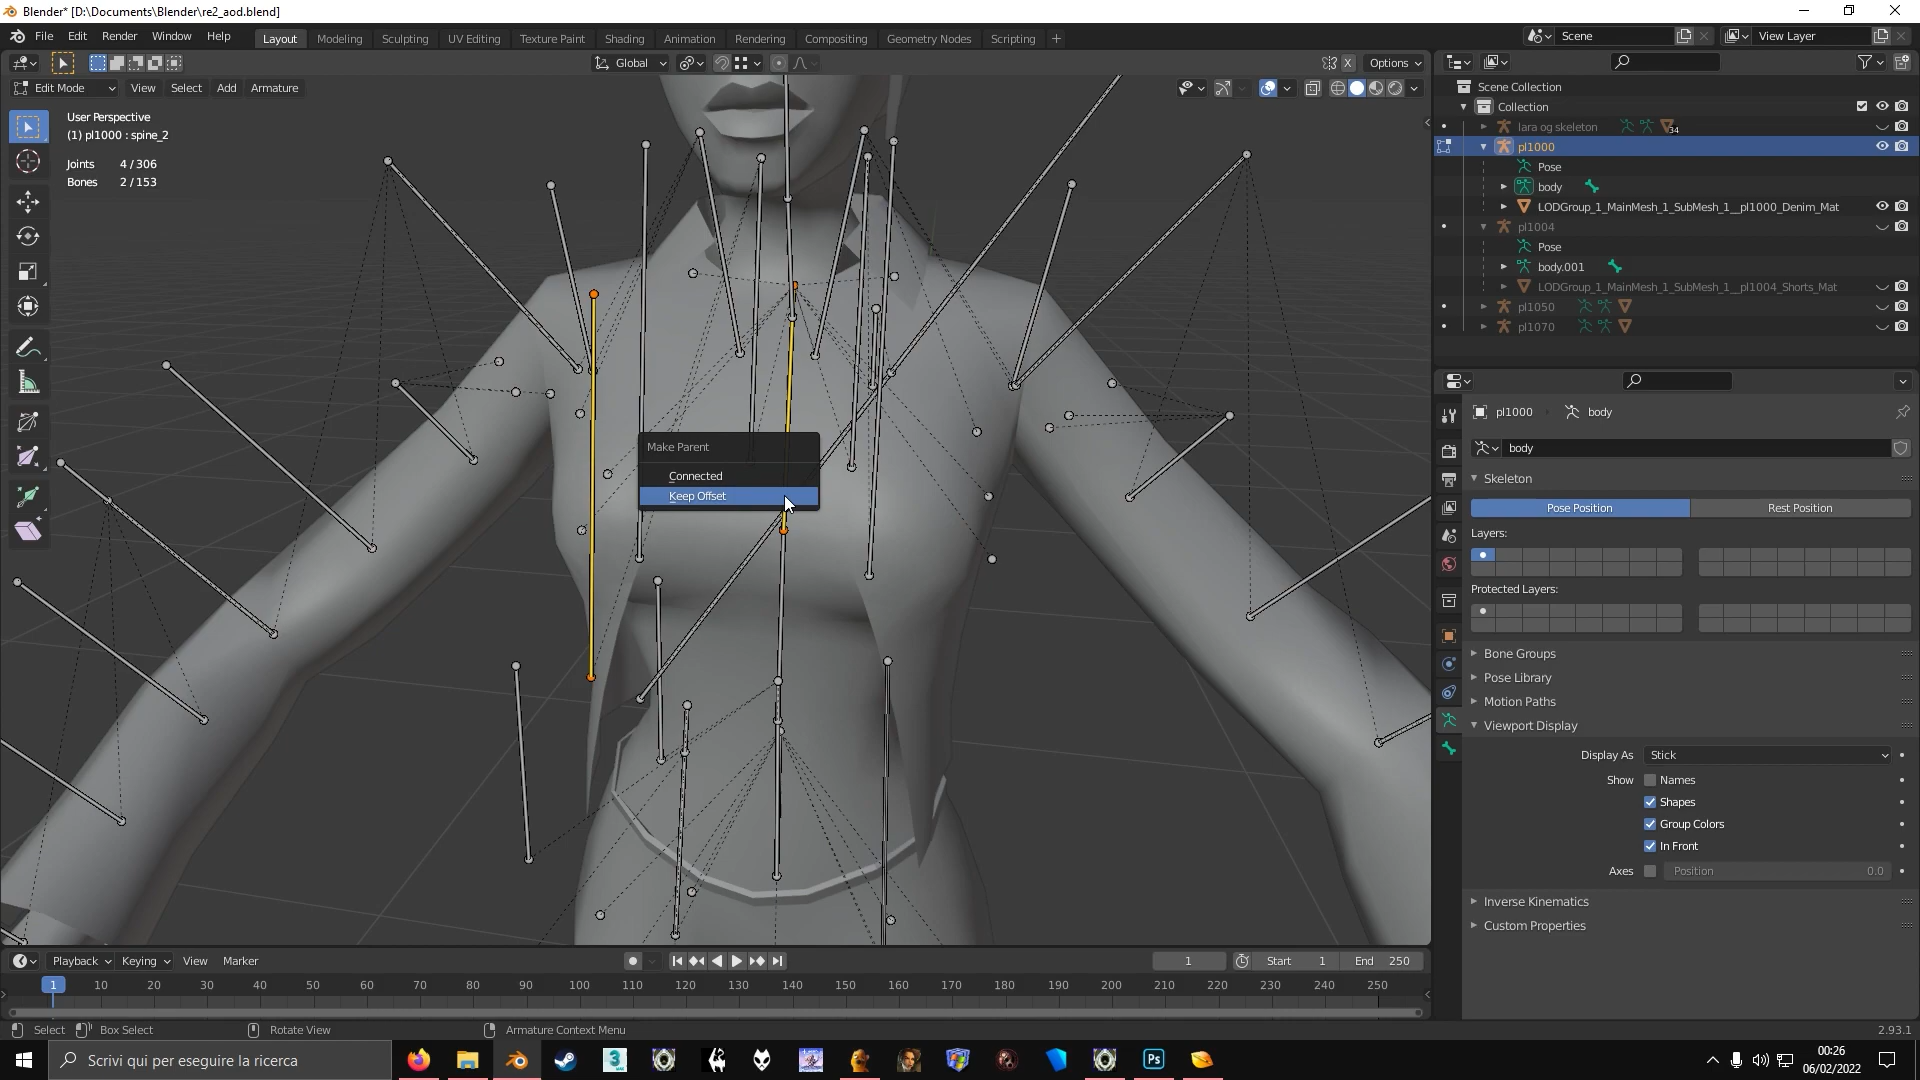 Blender* [D:\Documents\Blender\re2_aod.blend]
File Edit Render Window Help
Layout Modeling Sculpting UV Editing Texture Paint Shading Animation Rendering Compositing Geometry Nodes Scripting +
Scene
View Layer
Global
Options
Edit Mode View Select Add Armature
User Perspective
(1) pl1000 : spine_2
Joints 4 / 306
Bones 2 / 153
Make Parent
Connected
Keep Offset
Scene Collection
Collection
lara og skeleton 34
pl1000
Pose
body
LODGroup_1_MainMesh_1_SubMesh_1__pl1000_Denim_Mat
pl1004
Pose
body.001
LODGroup_1_MainMesh_1_SubMesh_1__pl1004_Shorts_Mat
pl1050
pl1070
pl1000 body
body
Skeleton
Pose Position Rest Position
Layers:
Protected Layers:
Bone Groups
Pose Library
Motion Paths
Viewport Display
Display As Stick
Show Names
Shapes
Group Colors
In Front
Axes Position 0.0
Inverse Kinematics
Custom Properties
Playback Keying View Marker
1 Start 1 End 250
1 10 20 30 40 50 60 70 80 90 100 110 120 130 140 150 160 170 180 190 200 210 220 230 240 250
Select Box Select Rotate View Armature Context Menu 2.93.1
Scrivi qui per eseguire la ricerca
3
MAX
Ps
00:26
06/02/2022